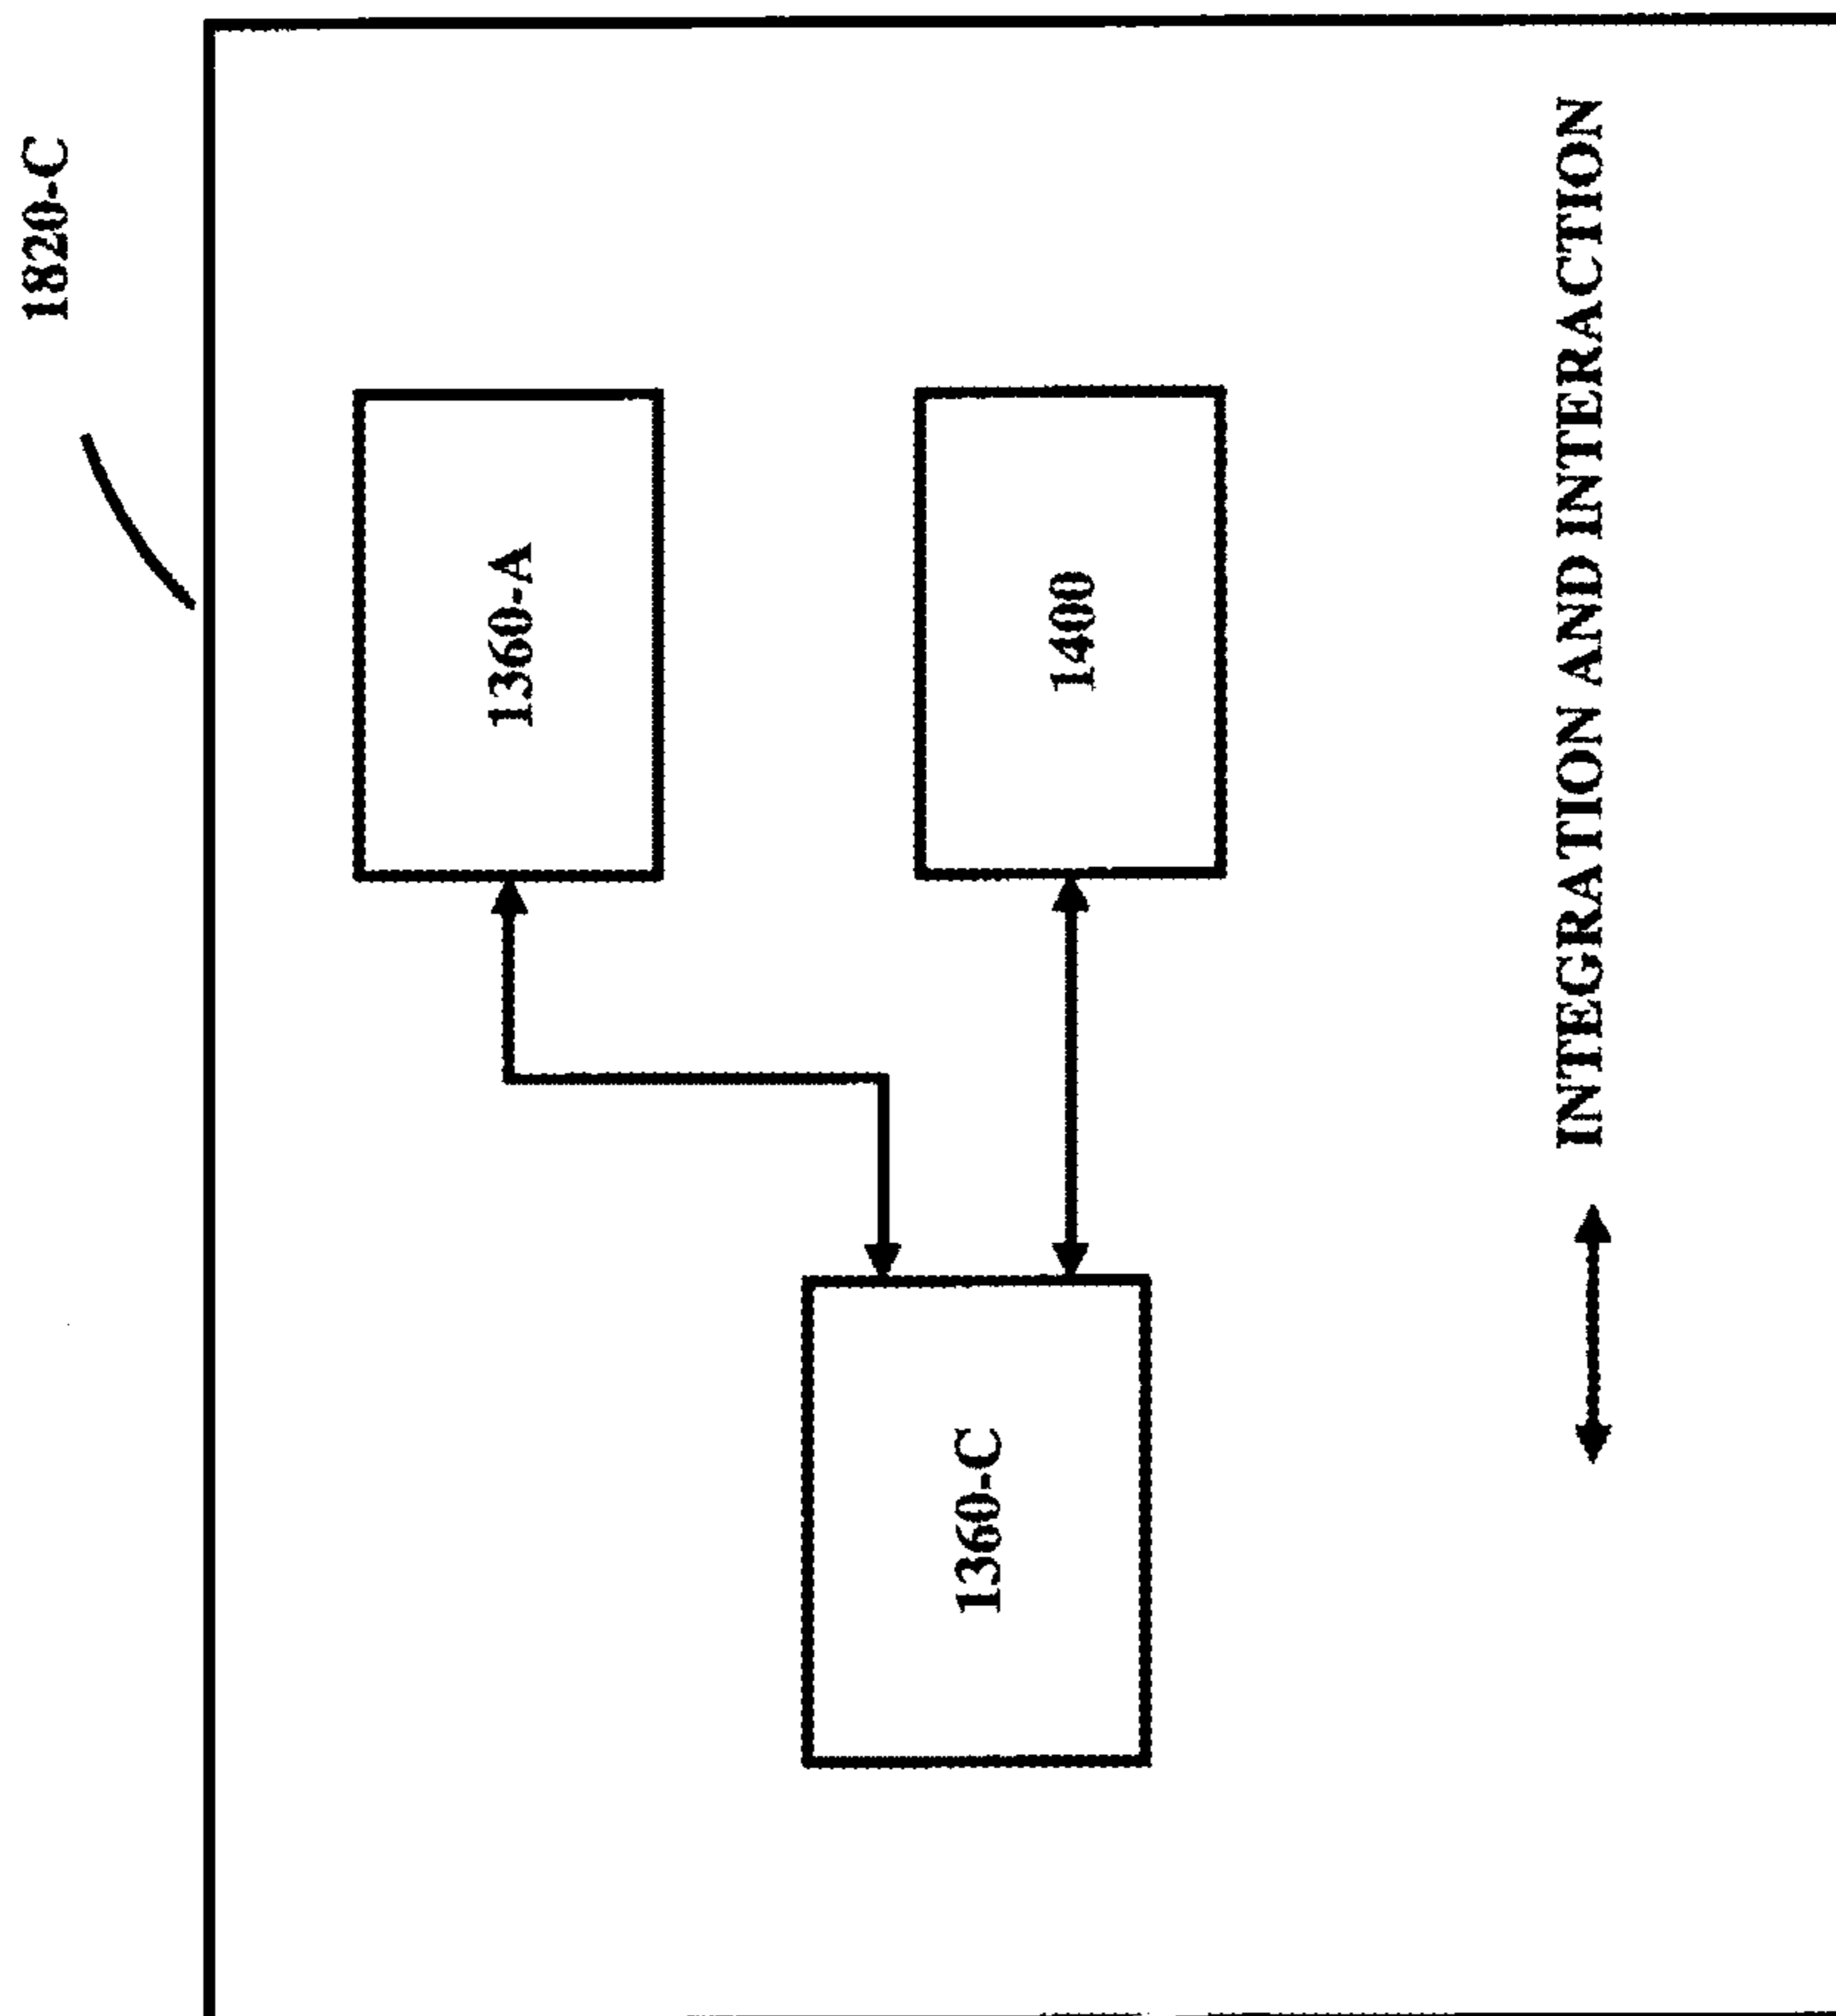 1820-C
1360-A
1360-C
1400
INTEGRATION AND INTERACTION